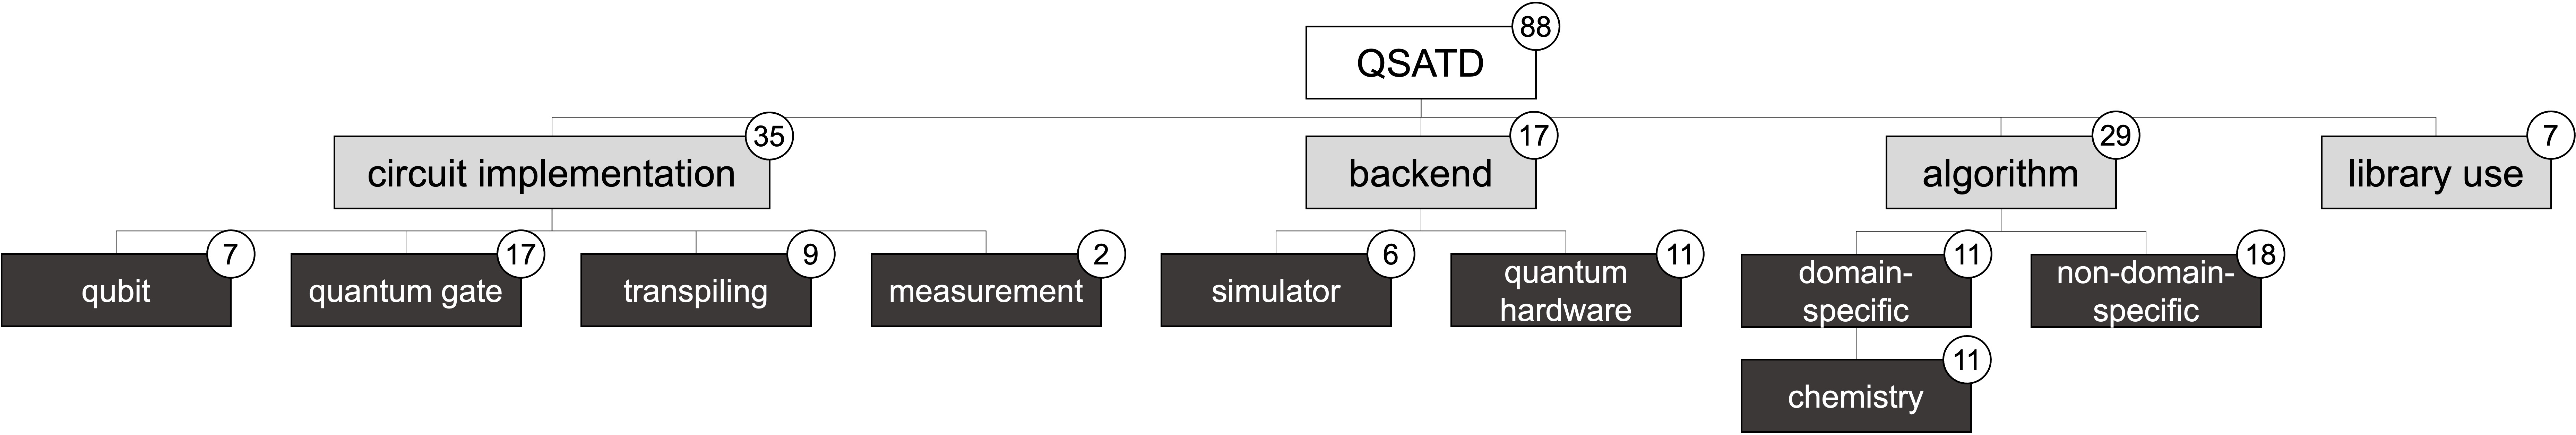 88
QSATD
35
circuit implementation
17
backend
29
algorithm
7
library use
7
qubit
17
quantum gate
9
transpiling
2
measurement
6
simulator
11
quantum
hardware
11
domain-
specific
18
non-domain-
specific
11
chemistry